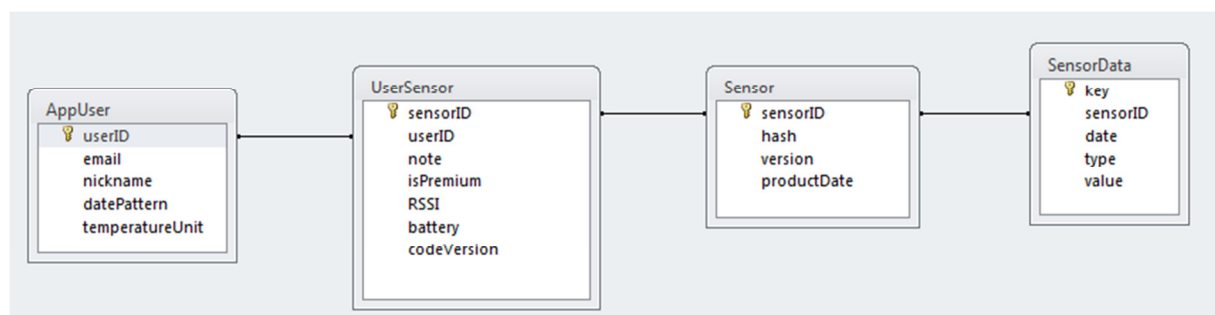 AppUser
userID
email
nickname
datePattern
temperatureUnit
UserSensor
sensorID
userID
note
isPremium
RSSI
battery
codeVersion
Sensor
sensorID
hash
version
productDate
SensorData
key
sensorID
date
type
value